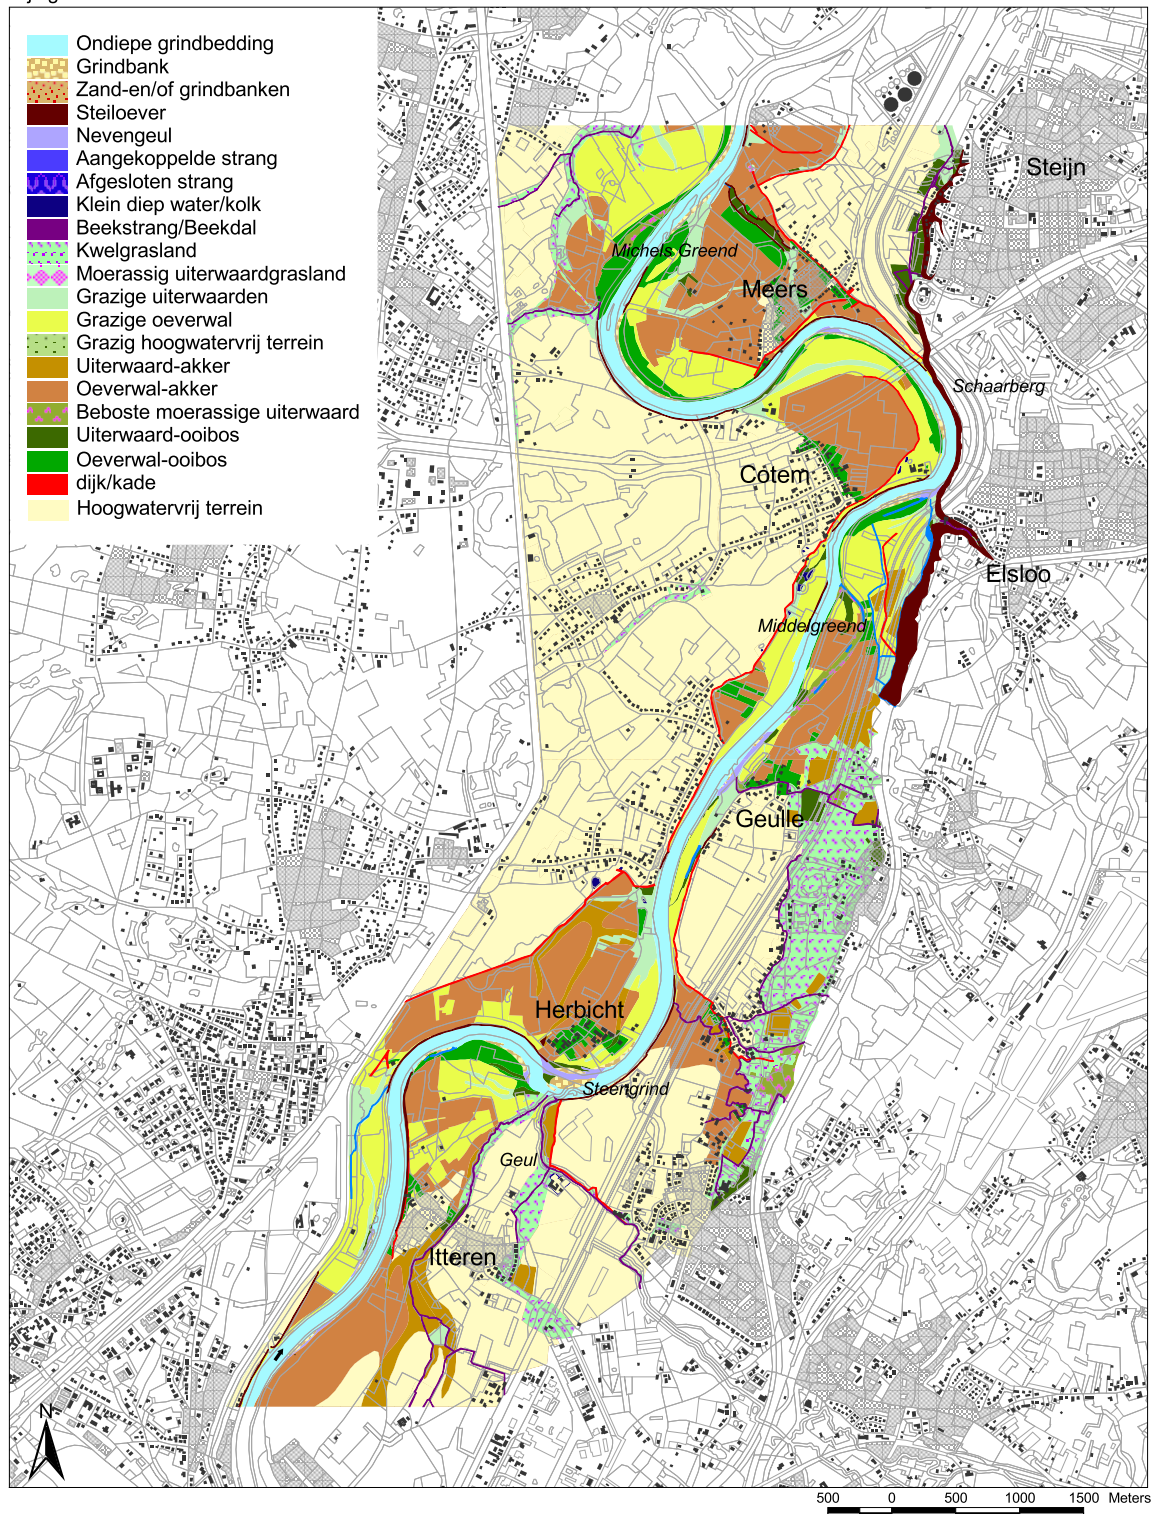 Ondiepe grindbedding
Grindbank
Zand-en/of grindbanken
Steiloever
Nevengeul
Aangekoppelde strang
Afgesloten strang
Klein diep water/kolk
Beekstrang/Beekdal
Kwelgrasland
Moerassig uiterwaardgrasland
Grazige uiterwaarden
Grazige oeverwal
Grazig hoogwatervrij terrein
Uiterwaard-akker
Oeverwal-akker
Beboste moerassige uiterwaard
Uiterwaard-ooibos
Oeverwal-ooibos
dijk/kade
Hoogwatervrij terrein
Steijn
Michels Greend
Meers
Schaarberg
Cotem
Elsloo
Middelgreend
Geulle
Herbicht
Steengrind
Geul
Itteren
N
500 0 500 1000 1500 Meters